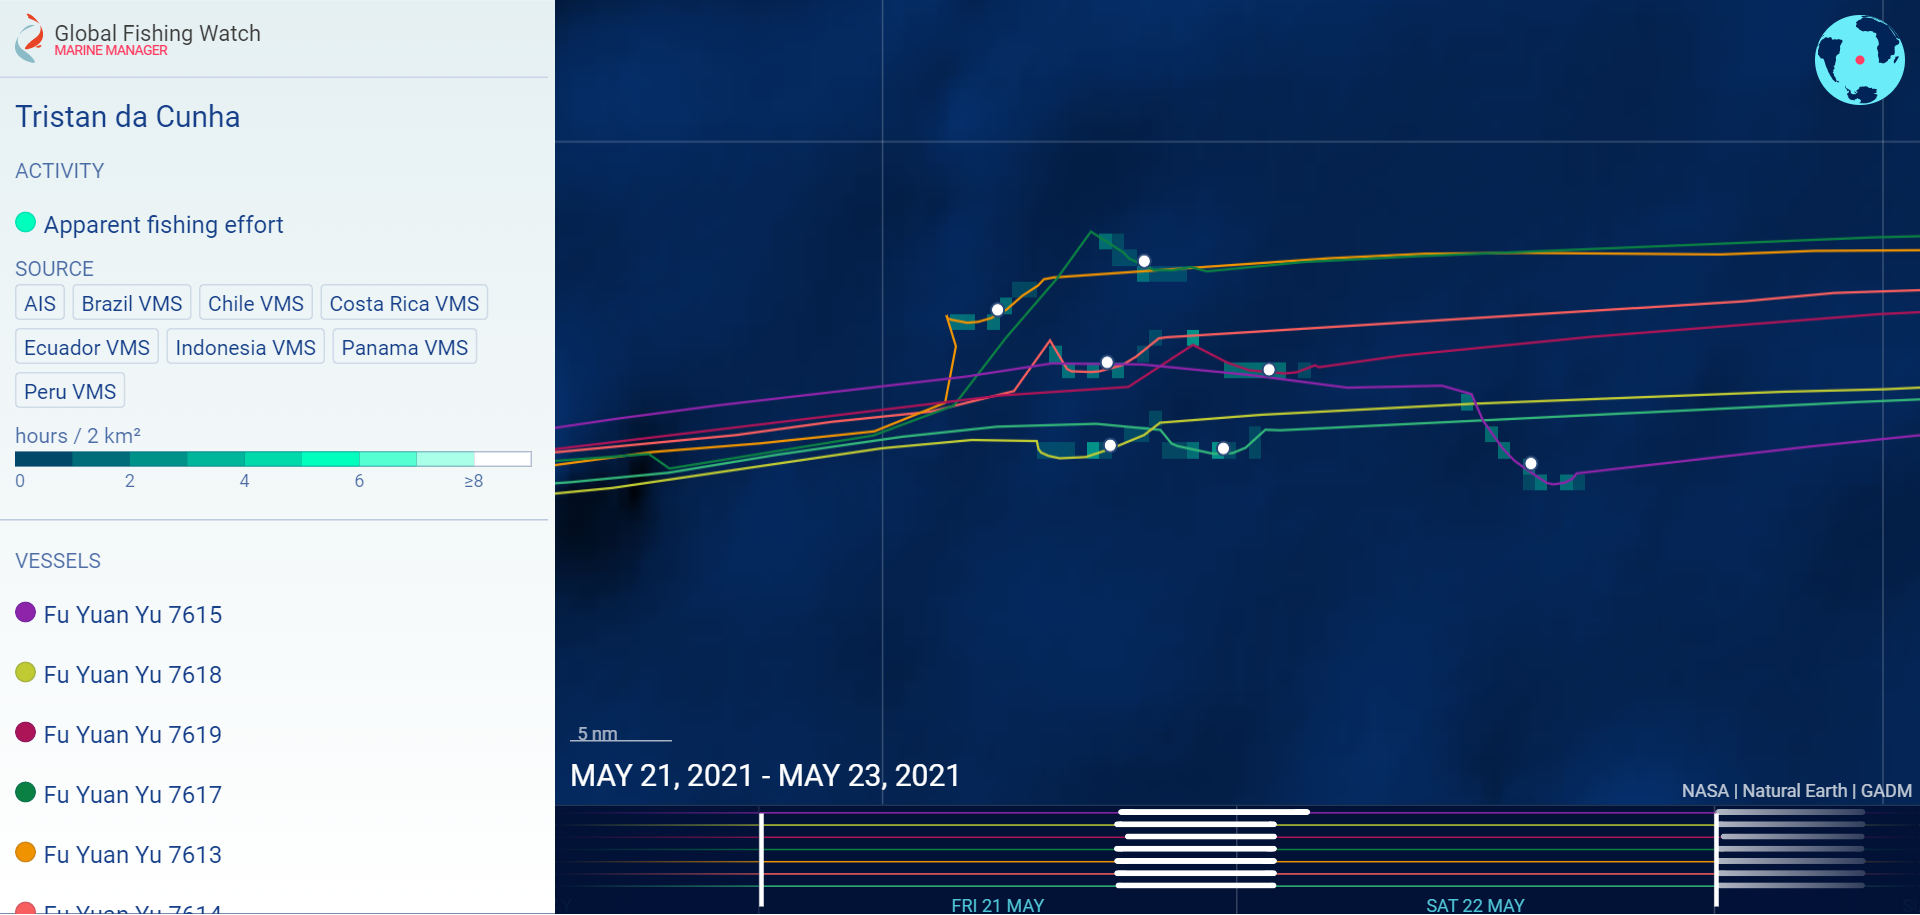 Global Fishing Watch
MARINE MANAGER
Tristan da Cunha
ACTIVITY
Apparent fishing effort
SOURCE
AIS Brazil VMS Chile VMS Costa Rica VMS
Ecuador VMS Indonesia VMS Panama VMS
Peru VMS
hours / 2 km²
0 2 4 6 ≥8
VESSELS
Fu Yuan Yu 7615
Fu Yuan Yu 7618
Fu Yuan Yu 7619
Fu Yuan Yu 7617
Fu Yuan Yu 7613
Fu Yuan Yu 7614
5 nm
MAY 21, 2021 - MAY 23, 2021
NASA | Natural Earth | GADM
FRI 21 MAY SAT 22 MAY